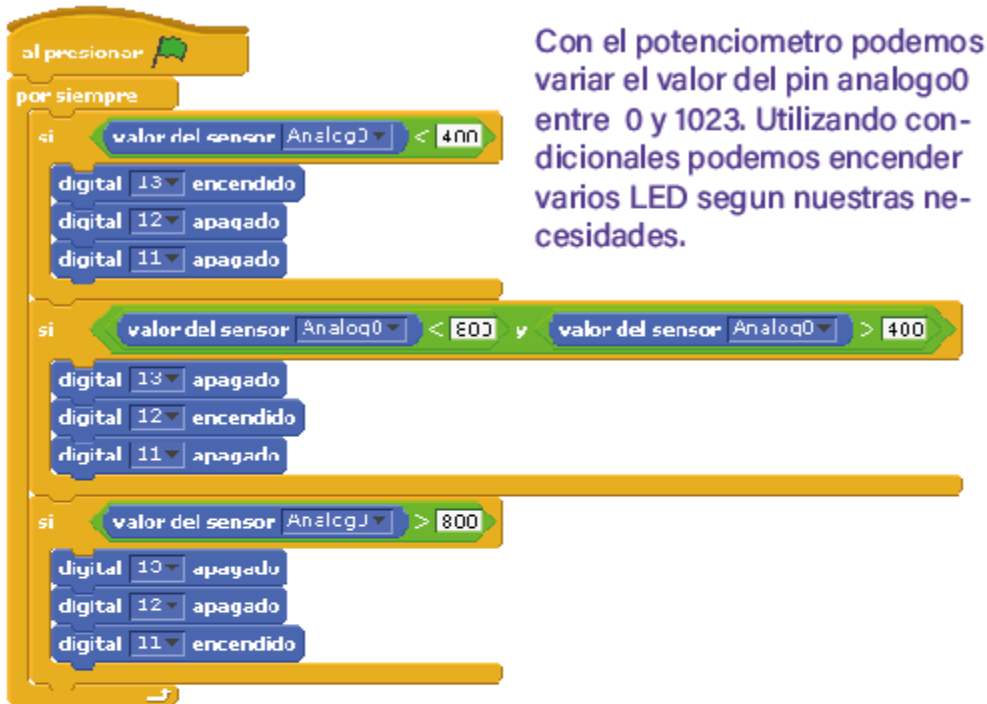 al presionar
por siempre
si valor del sensor Analog0 < 400
digital 13 encendido
digital 12 apagado
digital 11 apagado
si valor del sensor Analog0 < 800 y valor del sensor Analog0 > 400
digital 13 apagado
digital 12 encendido
digital 11 apagado
si valor del sensor Analog0 > 800
digital 13 apagado
digital 12 apagado
digital 11 encendido
Con el potenciometro podemos
variar el valor del pin analogo0
entre 0 y 1023. Utilizando con-
dicionales podemos encender
varios LED segun nuestras ne-
cesidades.